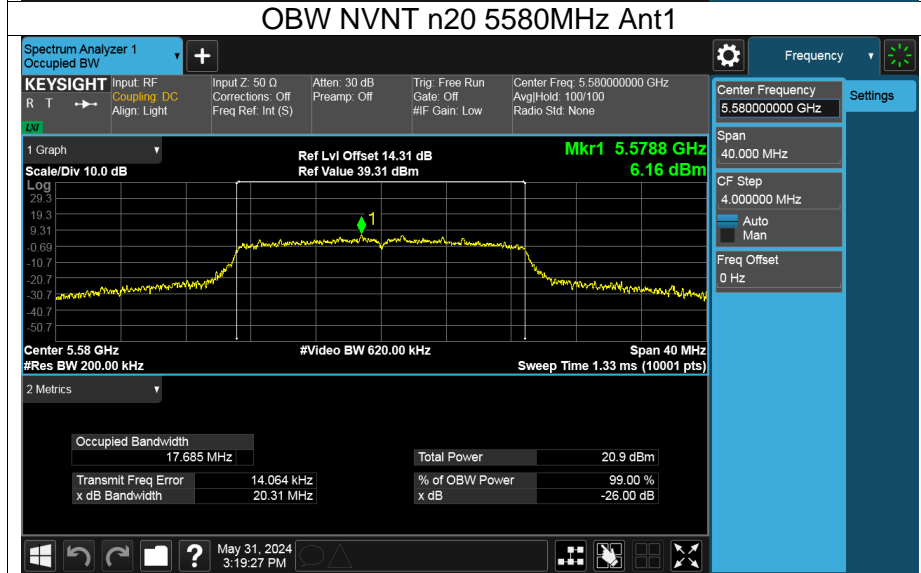 OBW NVNT n20 5580MHz Ant1
Spectrum Analyzer 1
Occupied BW
+
Frequency
KEYSIGHT
R T
LXI
Input: RF
Coupling: DC
Align: Light
Input Z: 50 Ω
Corrections: Off
Freq Ref: Int (S)
Atten: 30 dB
Preamp: Off
Trig: Free Run
Gate: Off
#IF Gain: Low
Center Freq: 5.580000000 GHz
Avg|Hold: 100/100
Radio Std: None
Center Frequency
5.580000000 GHz
Settings
Span
40.000 MHz
CF Step
4.000000 MHz
Auto
Man
Freq Offset
0 Hz
1 Graph
Scale/Div 10.0 dB
Ref Lvl Offset 14.31 dB
Ref Value 39.31 dBm
Mkr1 5.5788 GHz
6.16 dBm
Log
29.3
19.3
9.31
-0.69
-10.7
-20.7
-30.7
-40.7
-50.7
1
Center 5.58 GHz
#Video BW 620.00 kHz
Span 40 MHz
#Res BW 200.00 kHz
Sweep Time 1.33 ms (10001 pts)
2 Metrics
Occupied Bandwidth
17.685 MHz
Total Power 20.9 dBm
Transmit Freq Error 14.064 kHz
% of OBW Power 99.00 %
x dB Bandwidth 20.31 MHz
x dB -26.00 dB
?
May 31, 2024
3:19:27 PM